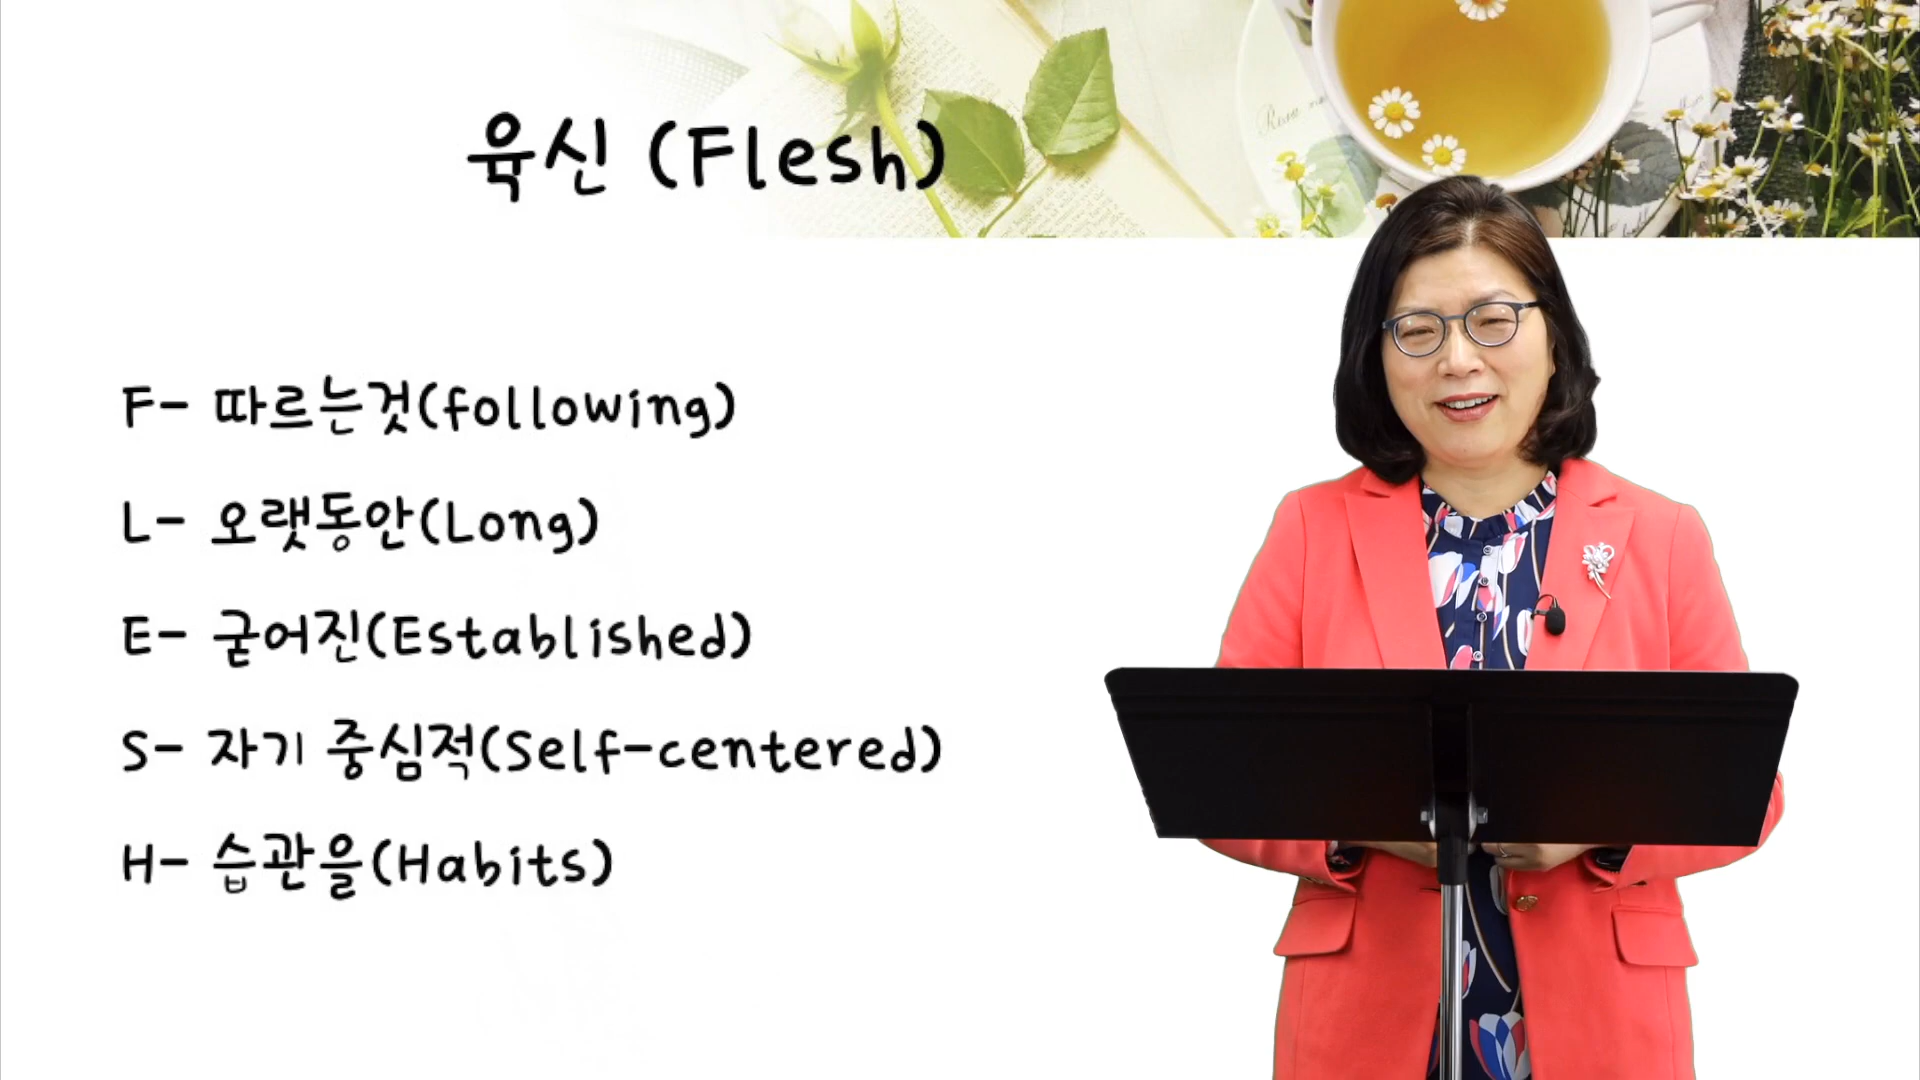 육신 (Flesh)
F- 따르는것(following)
L- 오랫동안(Long)
E- 굳어진(Established)
S- 자기 중심적(Self-centered)
H- 습관을(Habits)